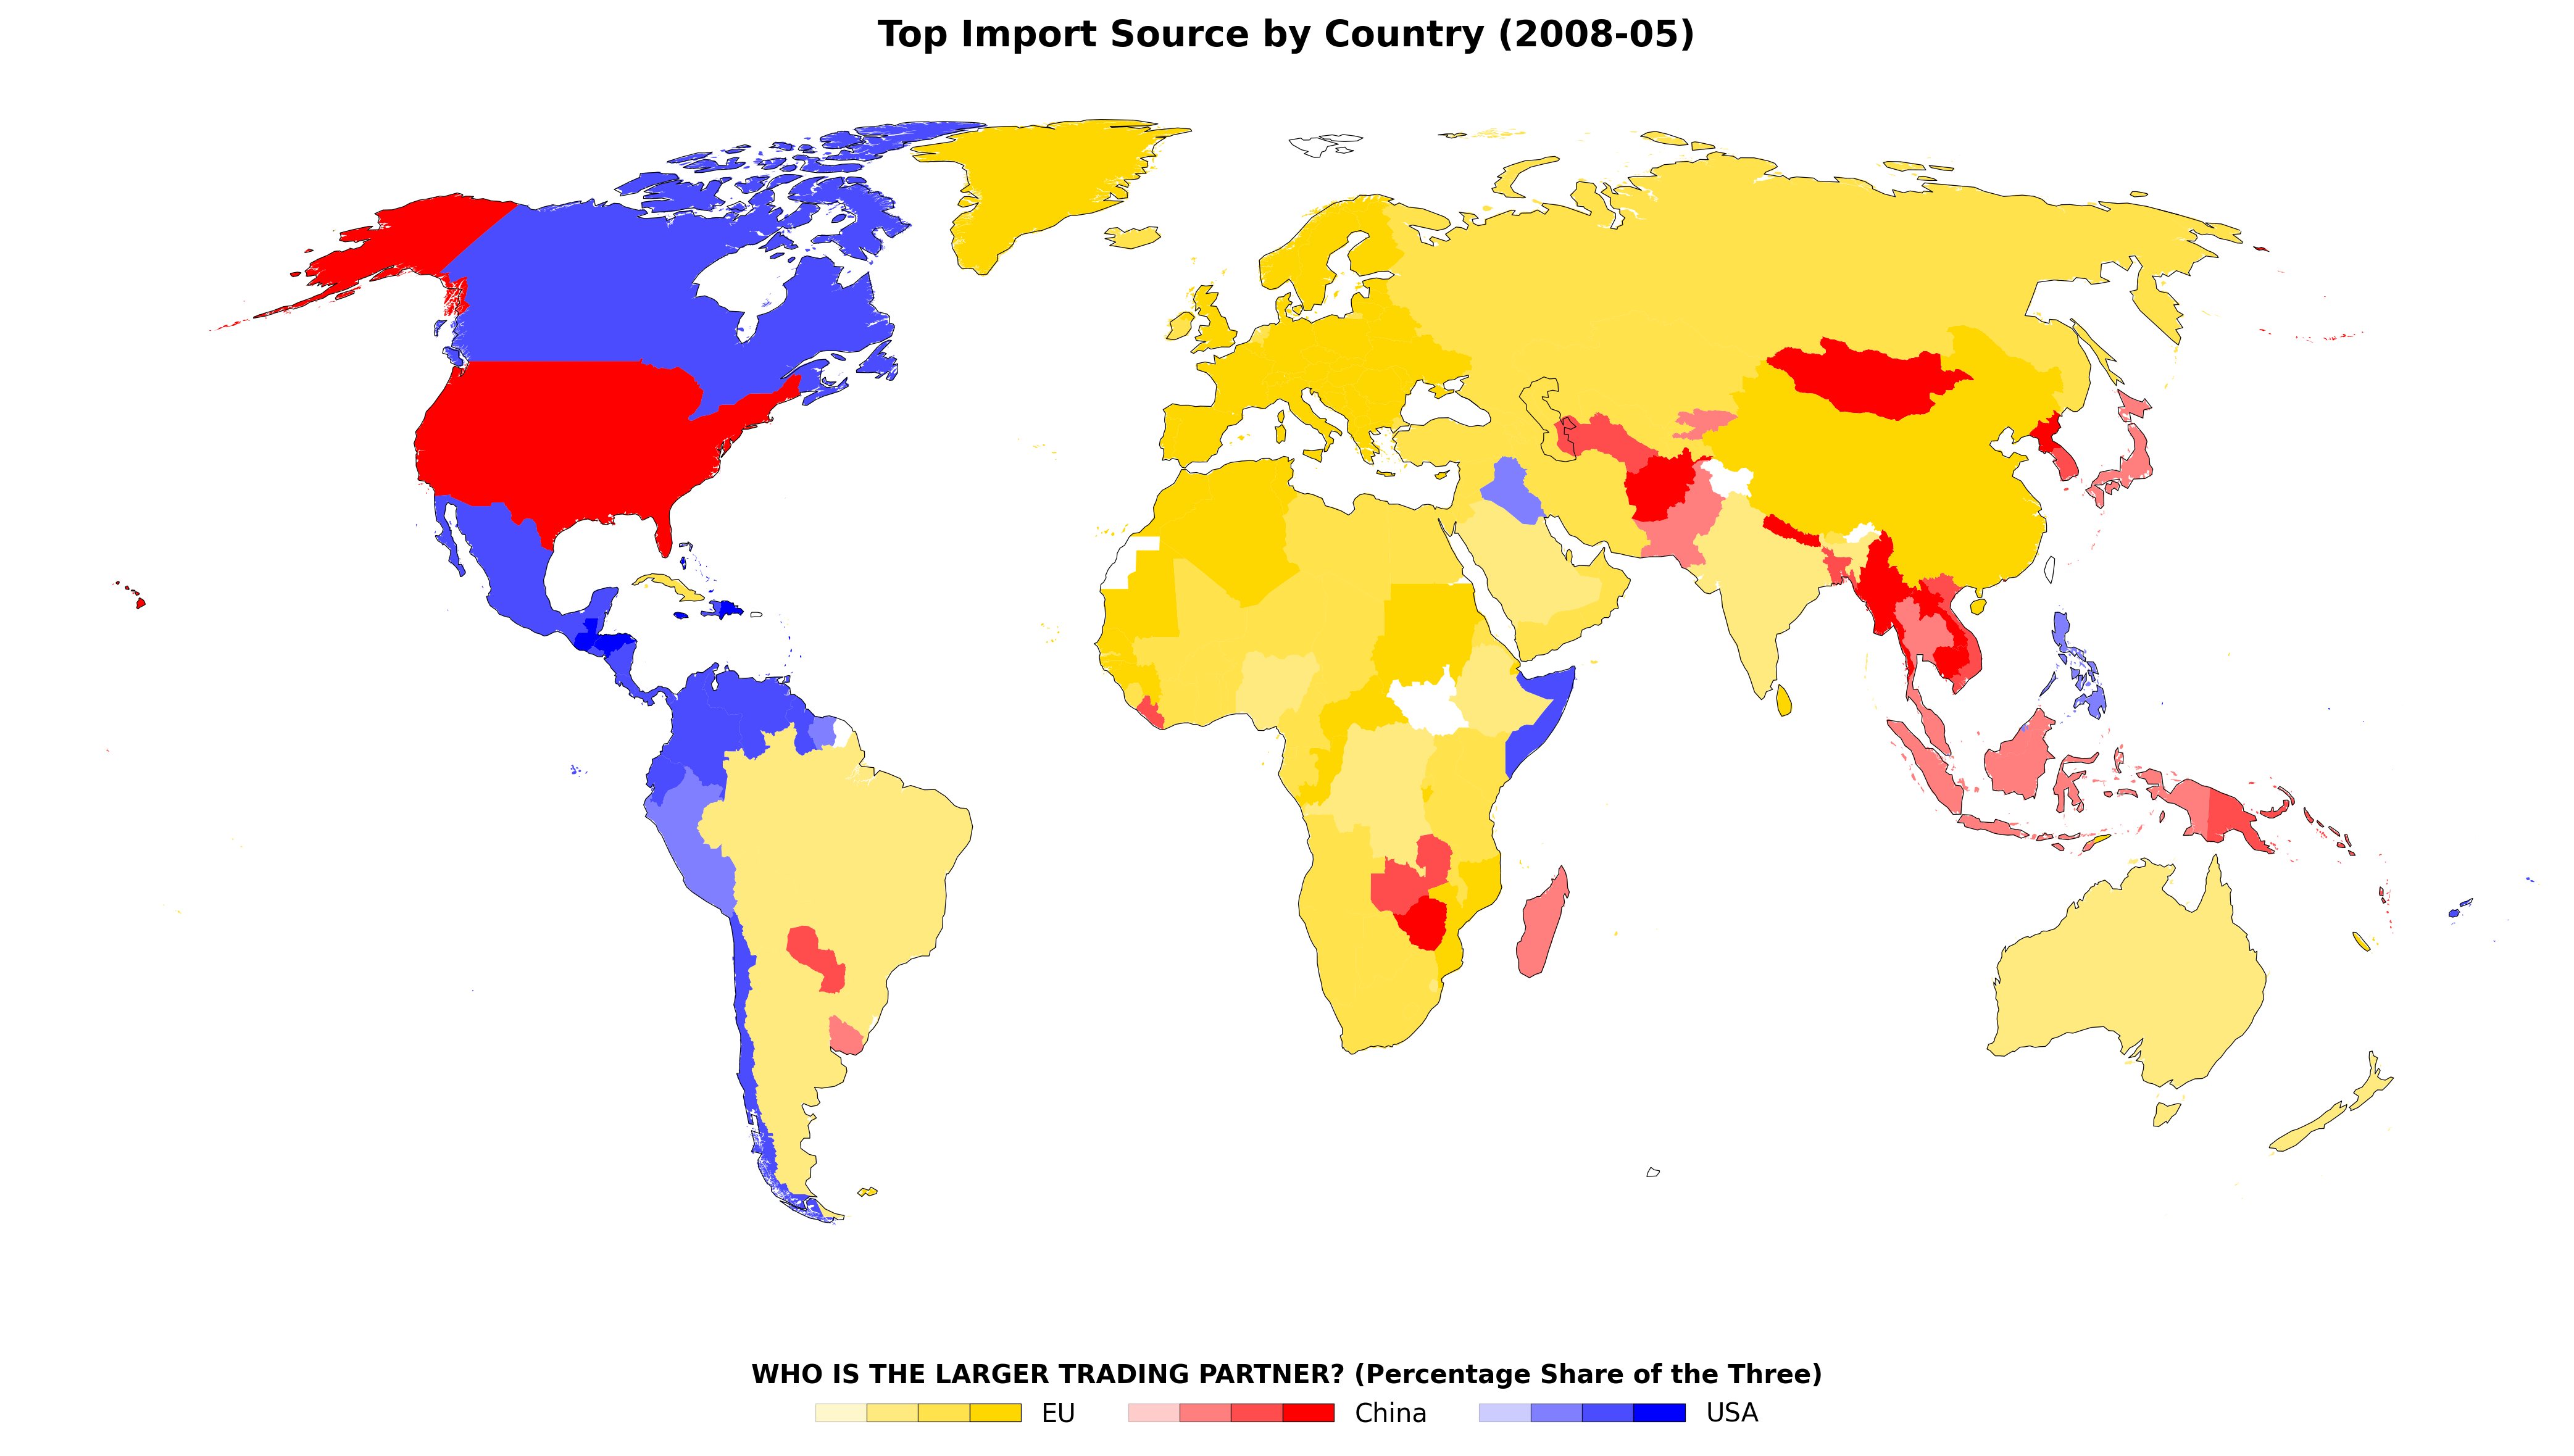 Top Import Source by Country (2008-05)
WHO IS THE LARGER TRADING PARTNER? (Percentage Share of the Three)
EU China USA